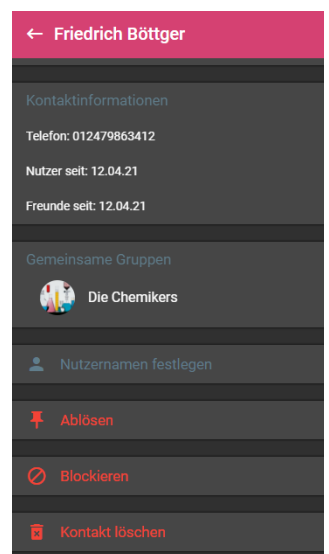 Friedrich Böttger
Kontaktinformationen
Telefon: 012479863412
Nutzer seit: 12.04.21
Freunde seit: 12.04.21
Gemeinsame Gruppen
Die Chemikers
Nutzernamen festlegen
Ablösen
Blockieren
Kontakt löschen